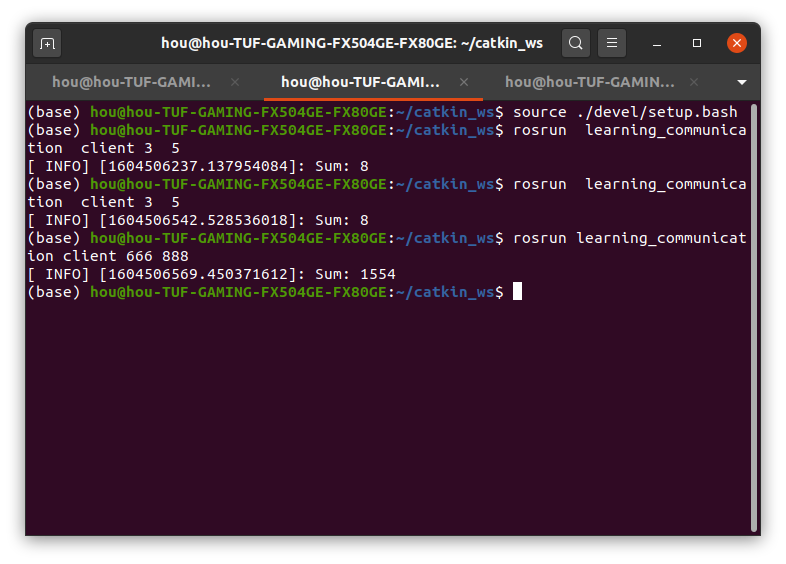 hou@hou-TUF-GAMING-FX504GE-FX80GE: ~/catkin_ws
hou@hou-TUF-GAMI... hou@hou-TUF-GAMI... hou@hou-TUF-GAMIN...
(base) hou@hou-TUF-GAMING-FX504GE-FX80GE:~/catkin_ws$ source ./devel/setup.bash
(base) hou@hou-TUF-GAMING-FX504GE-FX80GE:~/catkin_ws$ rosrun  learning_communica
tion  client 3  5
[ INFO] [1604506237.137954084]: Sum: 8
(base) hou@hou-TUF-GAMING-FX504GE-FX80GE:~/catkin_ws$ rosrun  learning_communica
tion  client 3  5
[ INFO] [1604506542.528536018]: Sum: 8
(base) hou@hou-TUF-GAMING-FX504GE-FX80GE:~/catkin_ws$ rosrun learning_communicat
ion client 666 888
[ INFO] [1604506569.450371612]: Sum: 1554
(base) hou@hou-TUF-GAMING-FX504GE-FX80GE:~/catkin_ws$